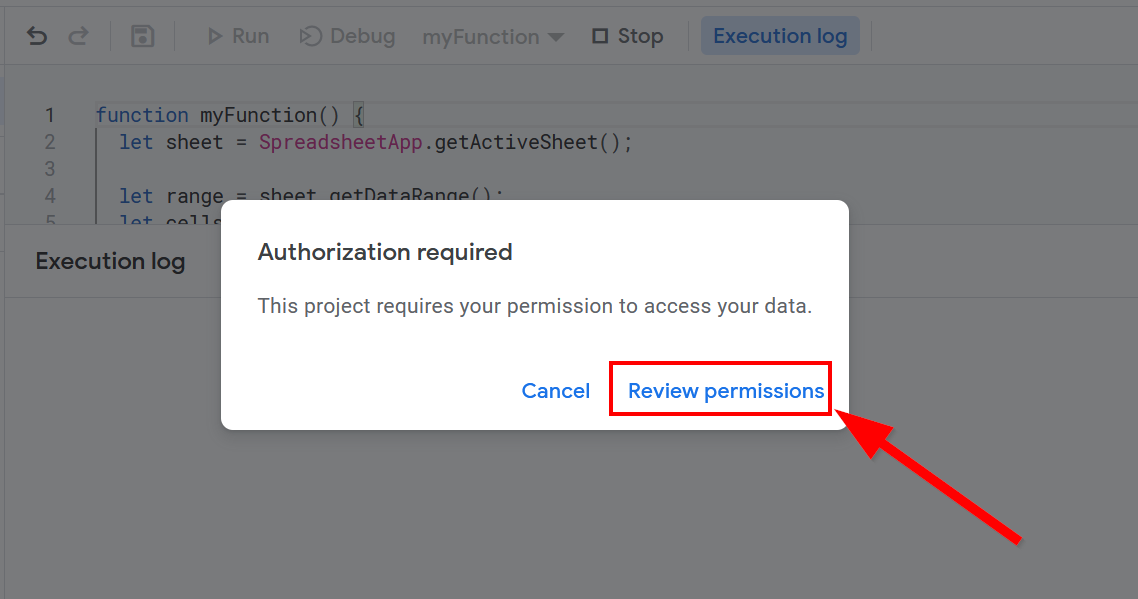 Run Debug myFunction Stop Execution log
1 function myFunction() {
2 let sheet = SpreadsheetApp.getActiveSheet();
3
4 let range = sheet.getDataRange();
5 let cells
Execution log
Authorization required
This project requires your permission to access your data.
Cancel Review permissions